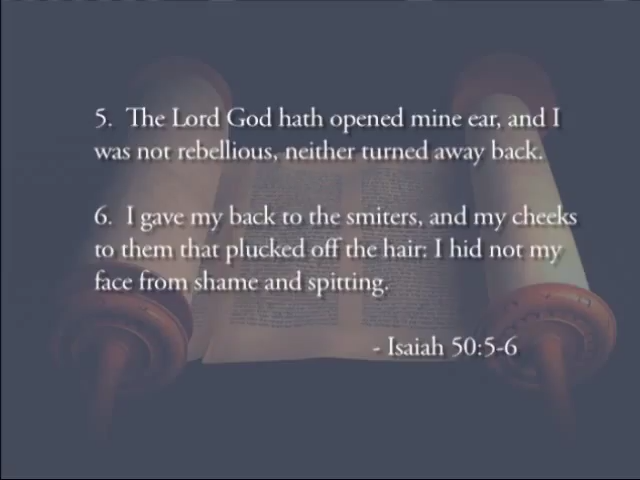 5. The Lord God hath opened mine ear, and I
was not rebellious, neither turned away back.
6. I gave my back to the smiters, and my cheeks
to them that plucked off the hair: I hid not my
face from shame and spitting.
- Isaiah 50:5-6